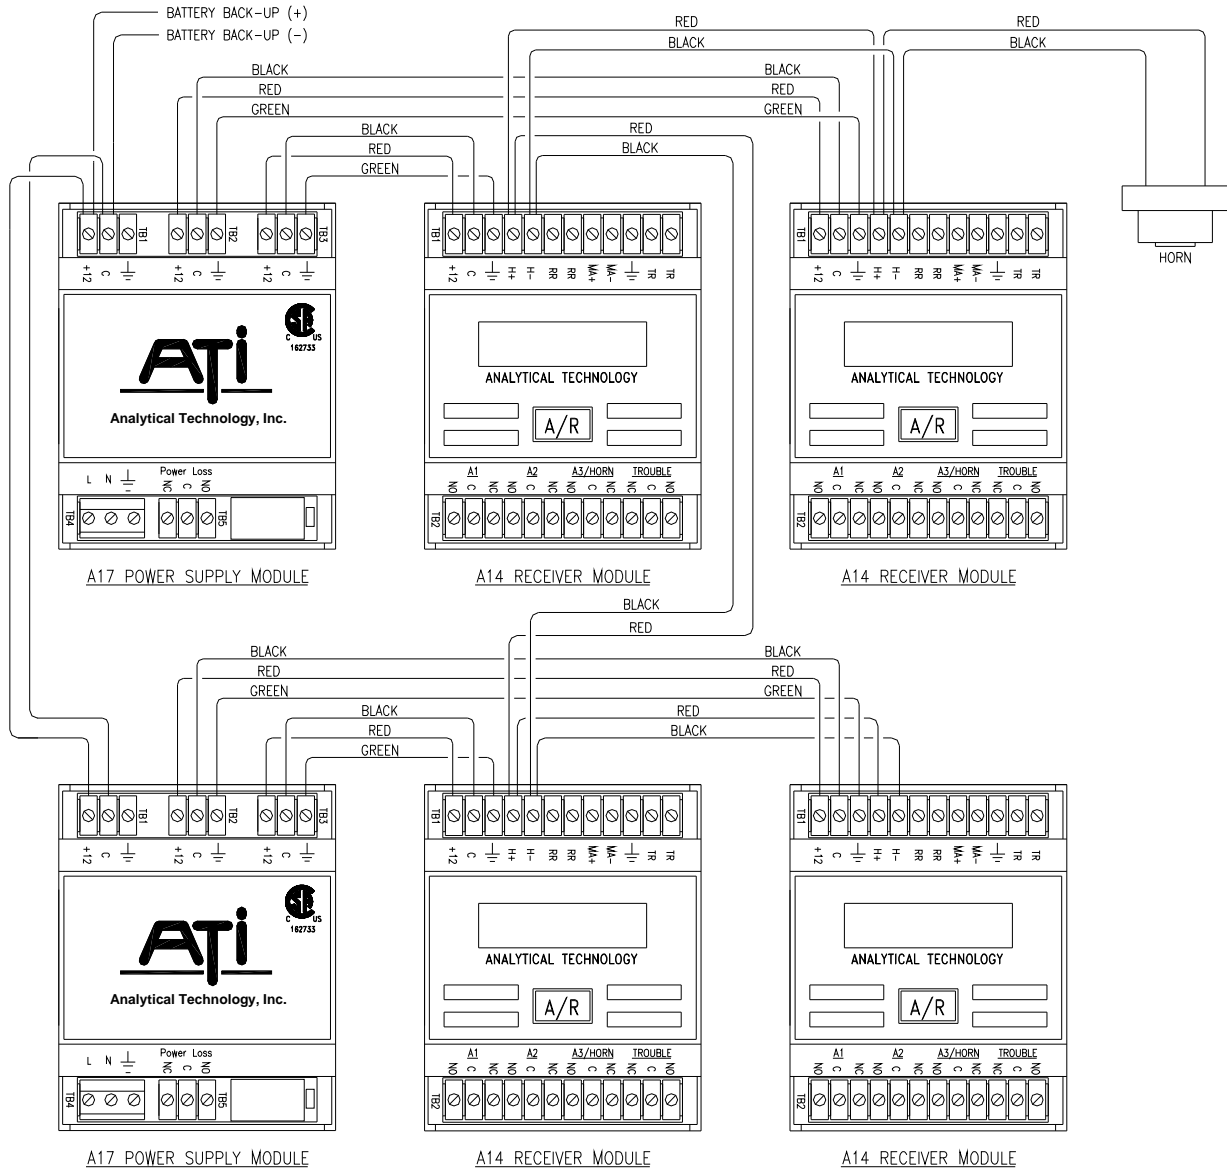 BATTERY BACK-UP (+)
BATTERY BACK-UP (-)
RED
BLACK
RED
BLACK
BLACK
RED
GREEN
BLACK
RED
GREEN
BLACK
RED
GREEN
RED
BLACK
HORN
TB1 TB2 TB3
+12 C +12 C +12 C
ATi
Analytical Technology, Inc.
C US
162733
L N Power Loss
NC C NO
TB4 TB5
A17 POWER SUPPLY MODULE
TB1
+12 C H+ H- RR RR MA+ MA- TR TR
ANALYTICAL TECHNOLOGY
A/R
A1 A2 A3/HORN TROUBLE
NO C NC NO C NC NO C NC NC C NO
TB2
A14 RECEIVER MODULE
TB1
+12 C H+ H- RR RR MA+ MA- TR TR
ANALYTICAL TECHNOLOGY
A/R
A1 A2 A3/HORN TROUBLE
NO C NC NO C NC NO C NC NC C NO
TB2
A14 RECEIVER MODULE
BLACK
RED
BLACK
RED
GREEN
BLACK
RED
GREEN
BLACK
RED
GREEN
RED
BLACK
TB1 TB2 TB3
+12 C +12 C +12 C
ATi
Analytical Technology, Inc.
C US
162733
L N Power Loss
NC C NO
TB4 TB5
A17 POWER SUPPLY MODULE
TB1
+12 C H+ H- RR RR MA+ MA- TR TR
ANALYTICAL TECHNOLOGY
A/R
A1 A2 A3/HORN TROUBLE
NO C NC NO C NC NO C NC NC C NO
TB2
A14 RECEIVER MODULE
TB1
+12 C H+ H- RR RR MA+ MA- TR TR
ANALYTICAL TECHNOLOGY
A/R
A1 A2 A3/HORN TROUBLE
NO C NC NO C NC NO C NC NC C NO
TB2
A14 RECEIVER MODULE